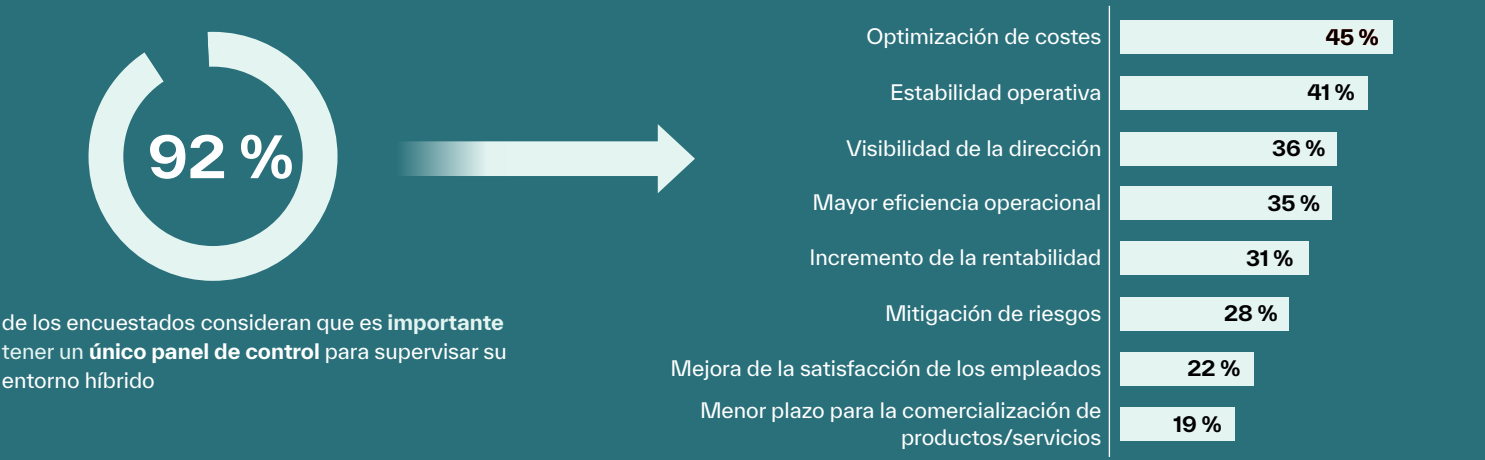 92 %
de los encuestados consideran que es importante
tener un único panel de control para supervisar su
entorno híbrido
Optimización de costes 45 %
Estabilidad operativa 41 %
Visibilidad de la dirección 36 %
Mayor eficiencia operacional 35 %
Incremento de la rentabilidad 31 %
Mitigación de riesgos 28 %
Mejora de la satisfacción de los empleados 22 %
Menor plazo para la comercialización de
productos/servicios 19 %